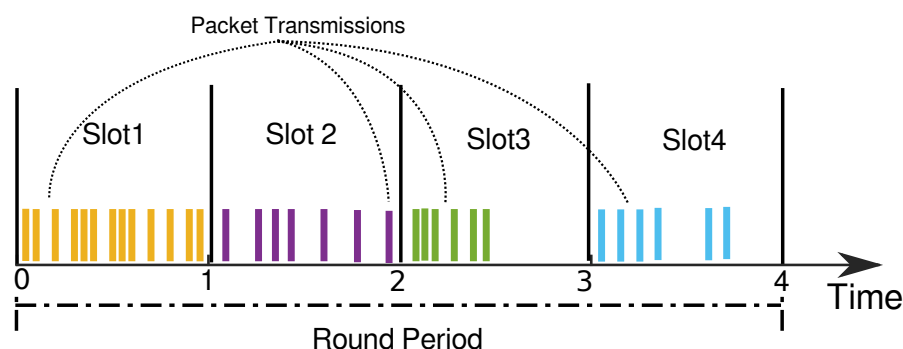 Packet Transmissions
Slot1
Slot 2
Slot3
Slot4
0
1
2
3
4
Time
Round Period